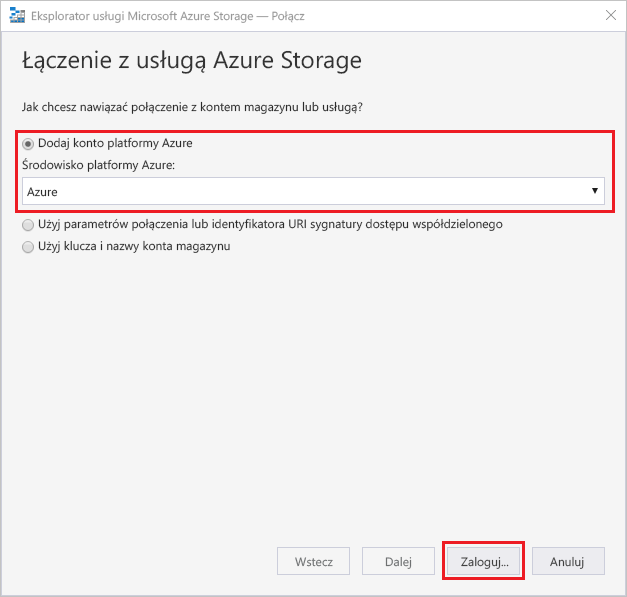 Eksplorator usługi Microsoft Azure Storage — Połącz
Łączenie z usługą Azure Storage
Jak chcesz nawiązać połączenie z kontem magazynu lub usługą?
Dodaj konto platformy Azure
Środowisko platformy Azure:
Azure
Użyj parametrów połączenia lub identyfikatora URI sygnatury dostępu współdzielonego
Użyj klucza i nazwy konta magazynu
Wstecz Dalej Zaloguj... Anuluj